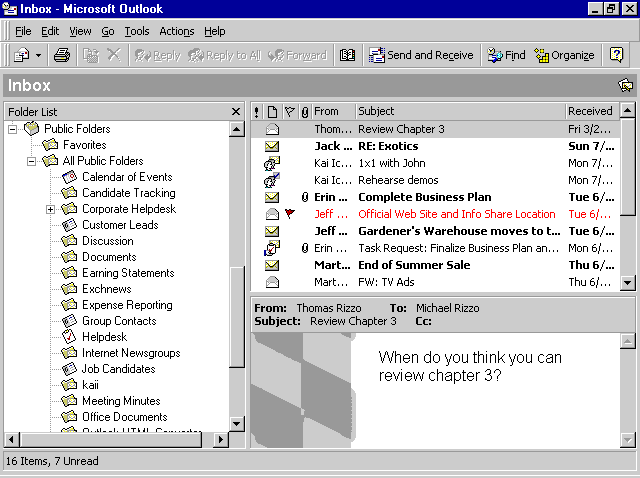 Inbox - Microsoft Outlook
File Edit View Go Tools Actions Help
Reply Reply to All Forward Send and Receive Find Organize
Inbox
Folder List
Public Folders
Favorites
All Public Folders
Calendar of Events
Candidate Tracking
Corporate Helpdesk
Customer Leads
Discussion
Documents
Earning Statements
Exchnews
Expense Reporting
Group Contacts
Helpdesk
Internet Newsgroups
Job Candidates
kaii
Meeting Minutes
Office Documents
Outlook HTML Converter
! From Subject Received
Thom... Review Chapter 3 Fri 3/2...
Jack ... RE: Exotics Sun 7/...
Kai Ic... 1x1 with John Mon 7/...
Kai Ic... Rehearse demos Mon 7/...
Erin ... Complete Business Plan Tue 6/...
Jeff ... Official Web Site and Info Share Location Tue 6/...
Jeff ... Gardener's Warehouse moves to t... Tue 6/...
Erin ... Task Request: Finalize Business Plan an... Mon 6/...
Mart... End of Summer Sale Thu 6/...
Mart... FW: TV Ads Thu 6/...
From: Thomas Rizzo To: Michael Rizzo
Subject: Review Chapter 3 Cc:
When do you think you can
review chapter 3?
16 Items, 7 Unread